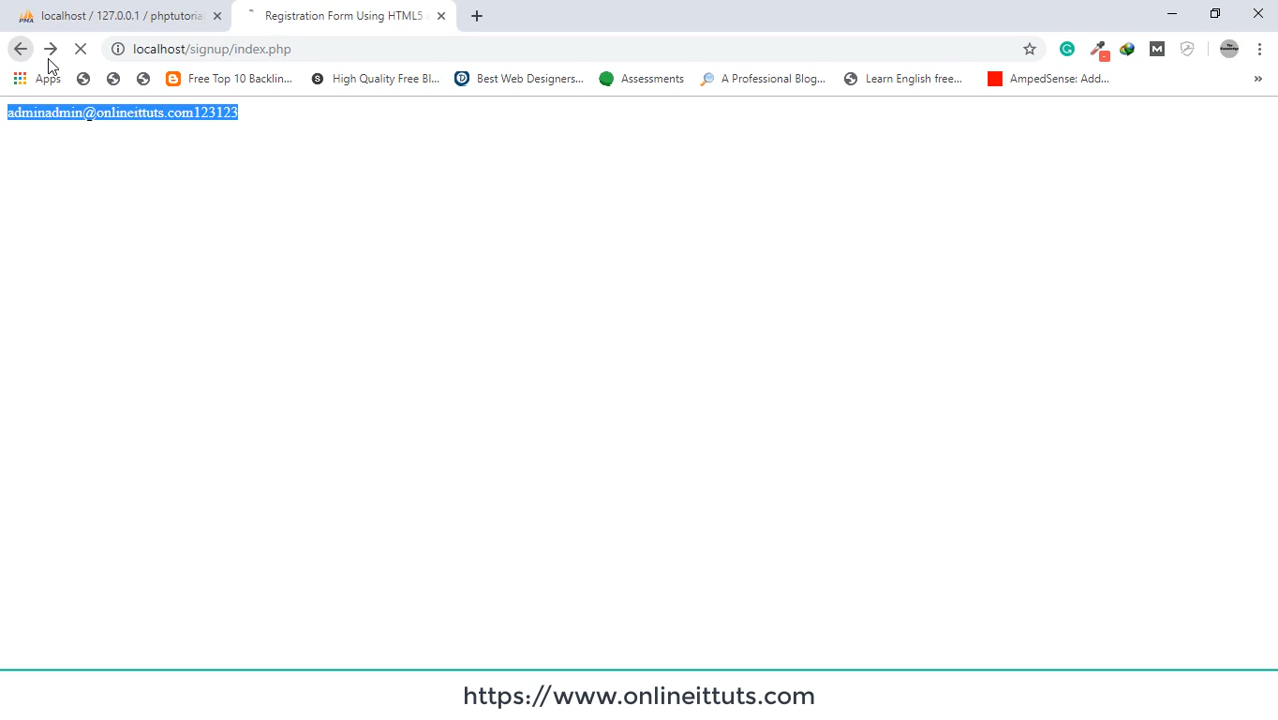 localhost / 127.0.0.1 / phptutoria
Registration Form Using HTML5
localhost/signup/index.php
Apps
Free Top 10 Backlin...
S
High Quality Free Bl...
Best Web Designers...
Assessments
A Professional Blog...
Learn English free...
AmpedSense: Add...
»
adminadmin@onlineittuts.com123123
https://www.onlineittuts.com